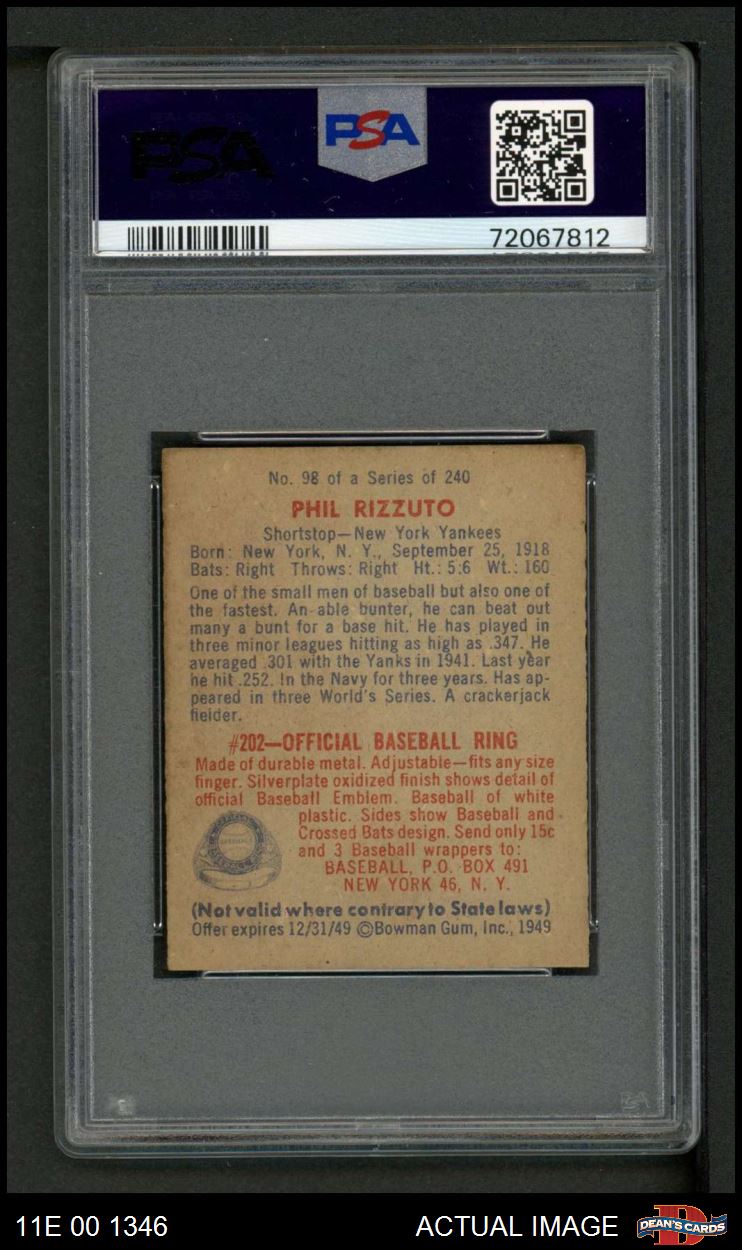 PSA
PSA
72067812
No. 98 of a Series of 240
PHIL RIZZUTO
Shortstop—New York Yankees
Born: New York, N. Y., September 25, 1918
Bats: Right Throws: Right Ht.: 5:6 Wt.: 160
One of the small men of baseball but also one of
the fastest. An able bunter, he can beat out
many a bunt for a base hit. He has played in
three minor leagues hitting as high as .347. He
averaged .301 with the Yanks in 1941. Last year
he hit .252. In the Navy for three years. Has ap-
peared in three World's Series. A crackerjack
fielder.
#202—OFFICIAL BASEBALL RING
Made of durable metal. Adjustable—fits any size
finger. Silverplate oxidized finish shows detail of
official Baseball Emblem. Baseball of white
plastic. Sides show Baseball and
Crossed Bats design. Send only 15c
and 3 Baseball wrappers to:
BASEBALL, P.O. BOX 491
NEW YORK 46, N. Y.
(Not valid where contrary to State laws)
Offer expires 12/31/49 ©Bowman Gum, Inc., 1949
11E 00 1346
ACTUAL IMAGE
DEAN'S CARDS